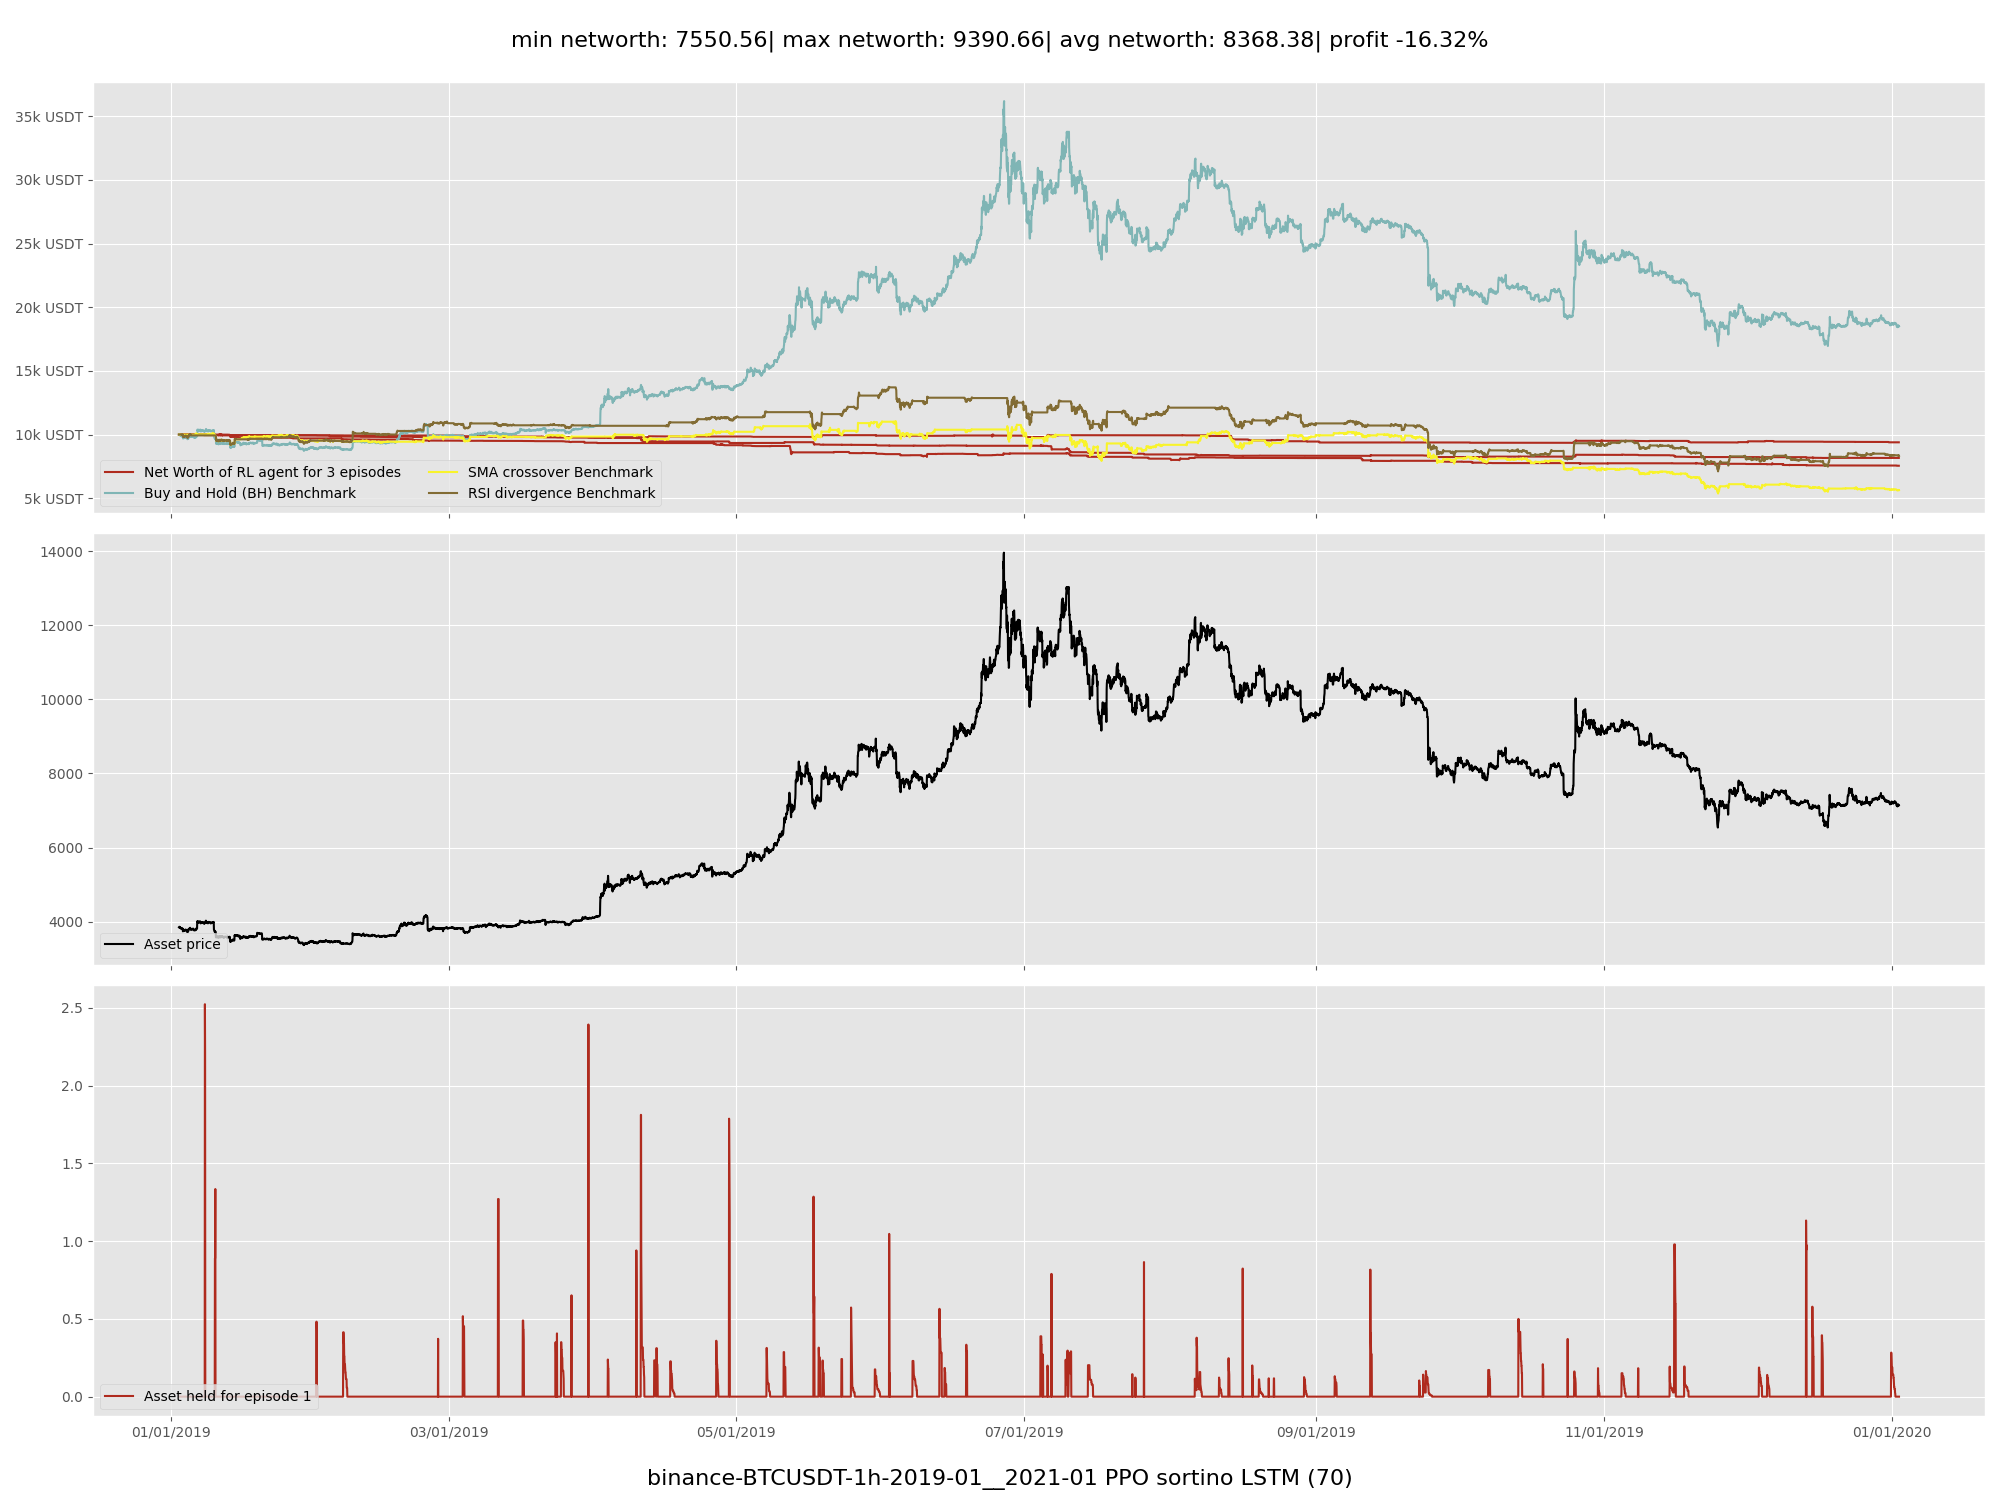 min networth: 7550.56| max networth: 9390.66| avg networth: 8368.38| profit -16.32%
35k USDT
30k USDT
25k USDT
20k USDT
15k USDT
10k USDT
5k USDT
Net Worth of RL agent for 3 episodes
Buy and Hold (BH) Benchmark
SMA crossover Benchmark
RSI divergence Benchmark
14000
12000
10000
8000
6000
4000
Asset price
2.5
2.0
1.5
1.0
0.5
0.0
Asset held for episode 1
01/01/2019 03/01/2019 05/01/2019 07/01/2019 09/01/2019 11/01/2019 01/01/2020
binance-BTCUSDT-1h-2019-01__2021-01 PPO sortino LSTM (70)